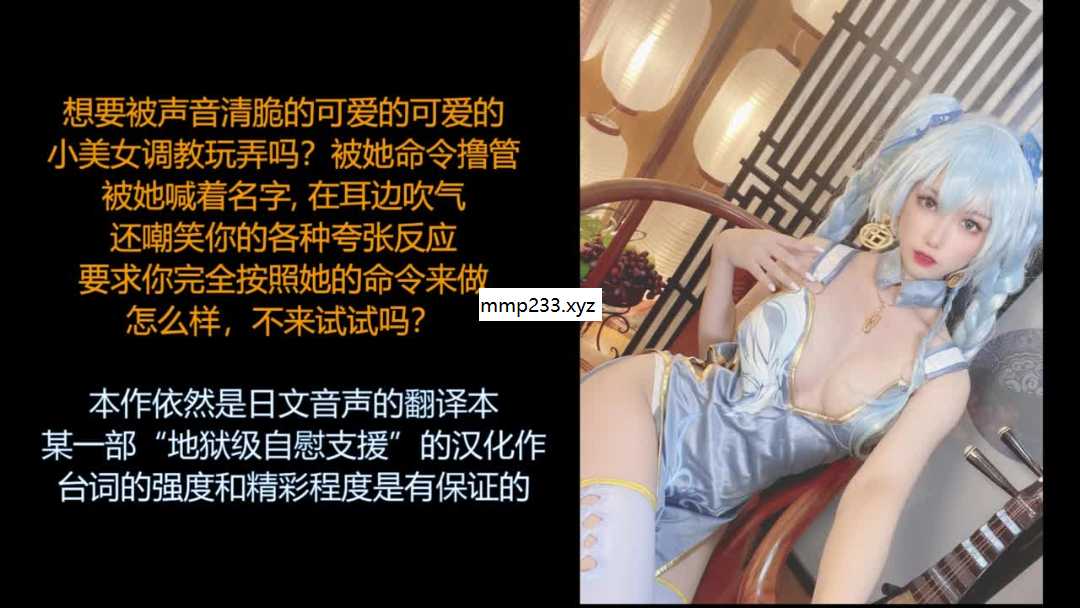 想要被声音清脆的可爱的可爱的
小美女调教玩弄吗？被她命令撸管
被她喊着名字, 在耳边吹气
还嘲笑你的各种夸张反应
要求你完全按照她的命令来做
mmp233.xyz
怎么样，不来试试吗？
本作依然是日文音声的翻译本
某一部“地狱级自慰支援”的汉化作
台词的强度和精彩程度是有保证的